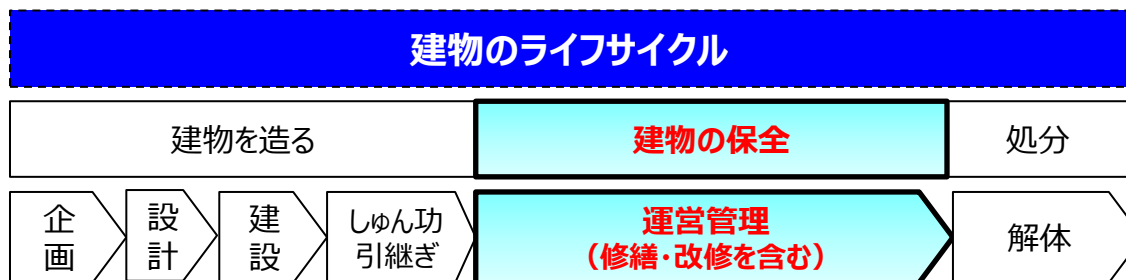 建物のライフサイクル
建物を造る
建物の保全
処分
企画
設計
建設
しゅん功
引継ぎ
運営管理
（修繕・改修を含む）
解体